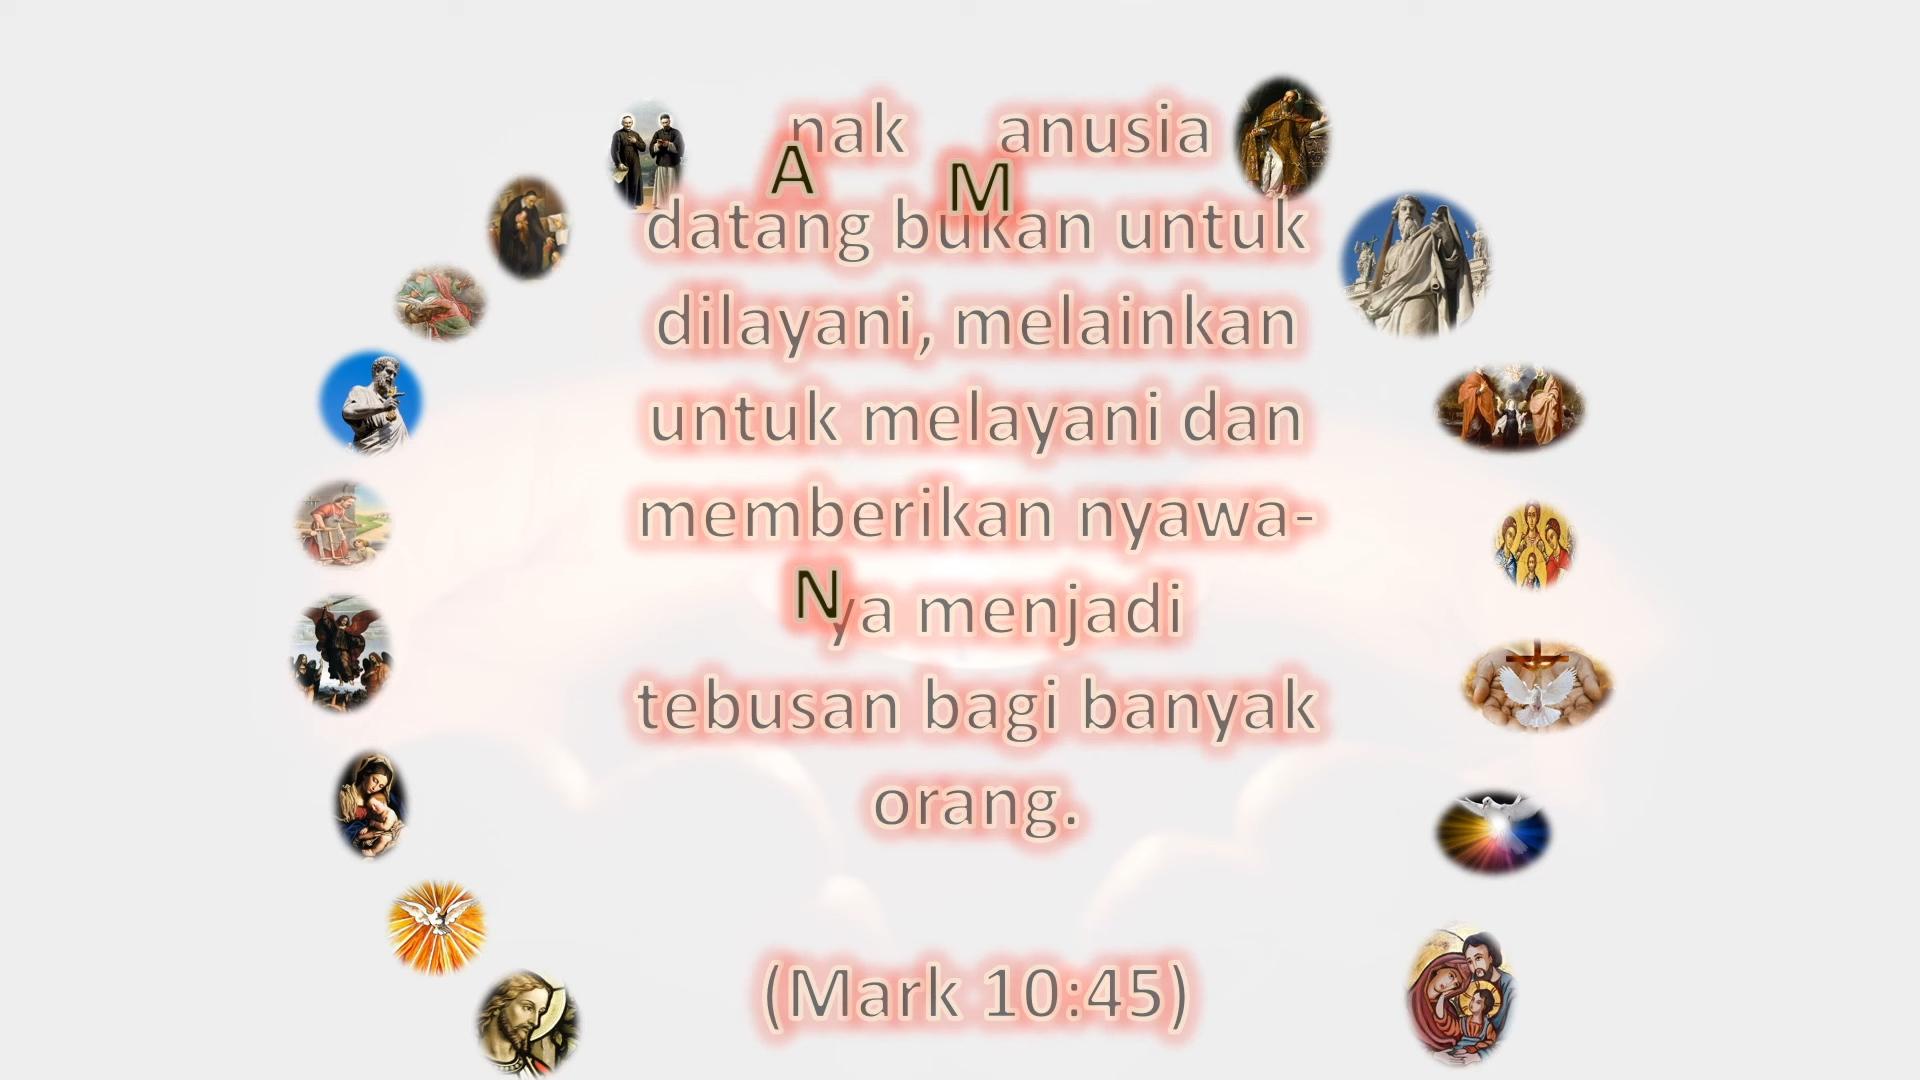 Anak Manusia
datang bukan untuk
dilayani, melainkan
untuk melayani dan
memberikan nyawa-
Nya menjadi
tebusan bagi banyak
orang.
(Mark 10:45)